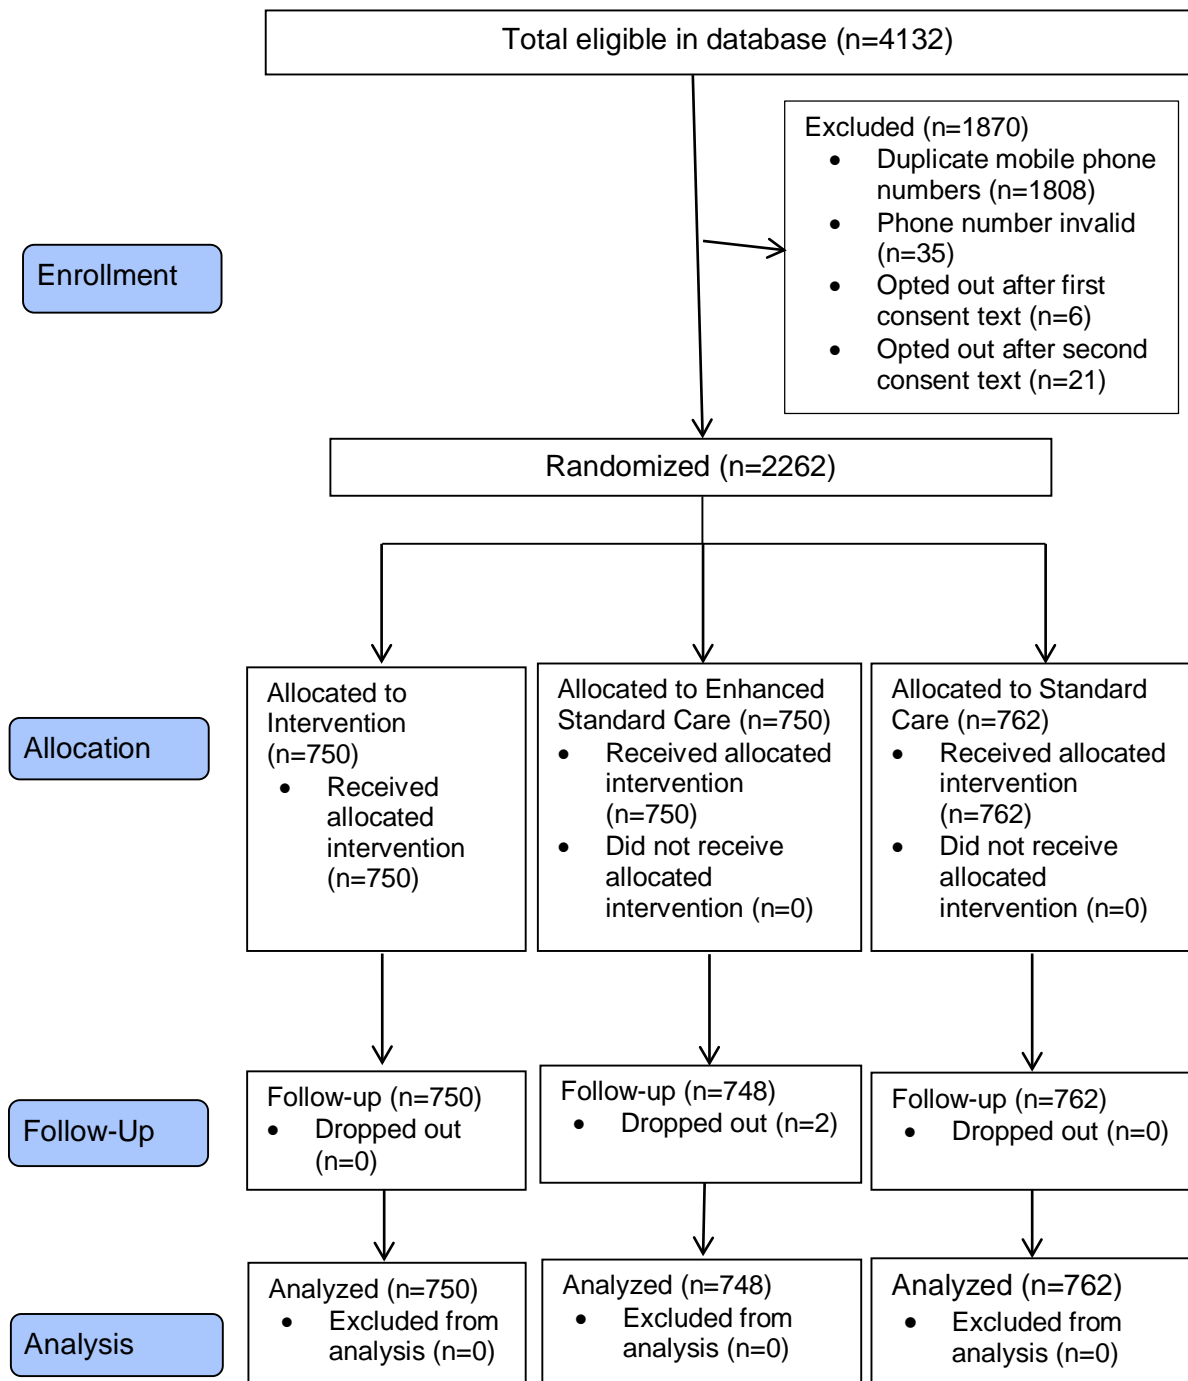 Total eligible in database (n=4132)
Excluded (n=1870)
• Duplicate mobile phone
numbers (n=1808)
• Phone number invalid
(n=35)
• Opted out after first
consent text (n=6)
• Opted out after second
consent text (n=21)
Enrollment
Randomized (n=2262)
Allocation
Allocated to
Intervention
(n=750)
• Received
allocated
intervention
(n=750)
Allocated to Enhanced
Standard Care (n=750)
• Received allocated
intervention
(n=750)
• Did not receive
allocated
intervention (n=0)
Allocated to Standard
Care (n=762)
• Received allocated
intervention
(n=762)
• Did not receive
allocated
intervention (n=0)
Follow-Up
Follow-up (n=750)
• Dropped out
(n=0)
Follow-up (n=748)
• Dropped out (n=2)
Follow-up (n=762)
• Dropped out (n=0)
Analysis
Analyzed (n=750)
• Excluded from
analysis (n=0)
Analyzed (n=748)
• Excluded from
analysis (n=0)
Analyzed (n=762)
• Excluded from
analysis (n=0)